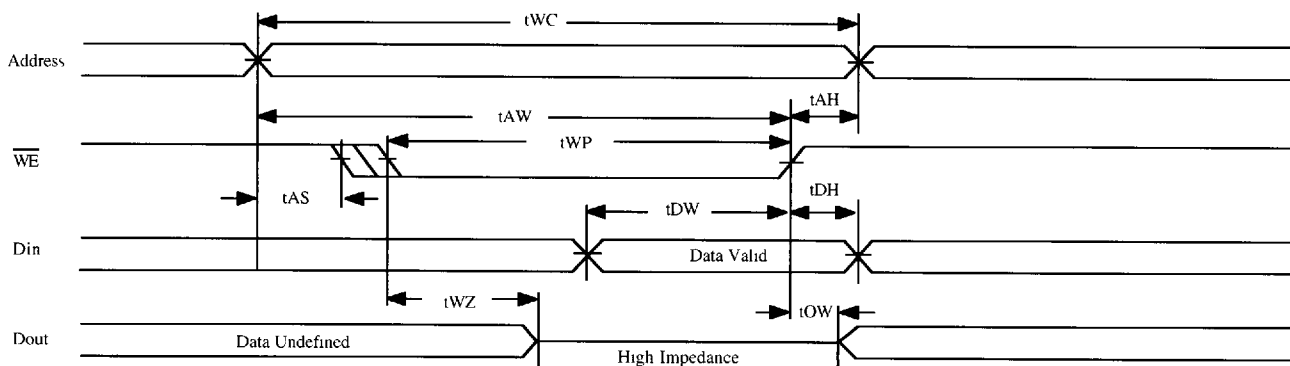 tWC
Address
tAH
tAW
tWP
WE
tAS
tDH
tDW
Din
Data Valid
tWZ
tOW
Dout
Data Undefined
High Impedance